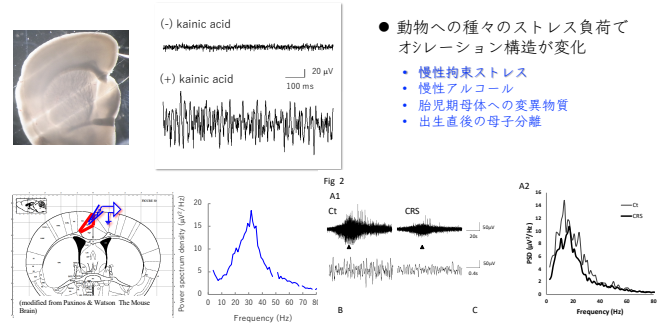 (-) kainic acid
(+) kainic acid
20 μV
100 ms
● 動物への種々のストレス負荷で
オシレーション構造が変化
• 慢性拘束ストレス
• 慢性アルコール
• 胎児期母体への変異物質
• 出生直後の母子分離
(modified from Paxinos & Watson The Mouse
Brain)
Power spectrum density (μV²/Hz)
20
15
10
5
0
0 10 20 30 40 50 60 70 80
Frequency (Hz)
Fig 2
A1
Ct
CRS
50μV
20s
50μV
0.4s
B
C
A2
PSD (μV²/Hz)
16
14
12
10
8
6
4
2
0
Ct
CRS
0 20 40 60 80
Frequency (Hz)